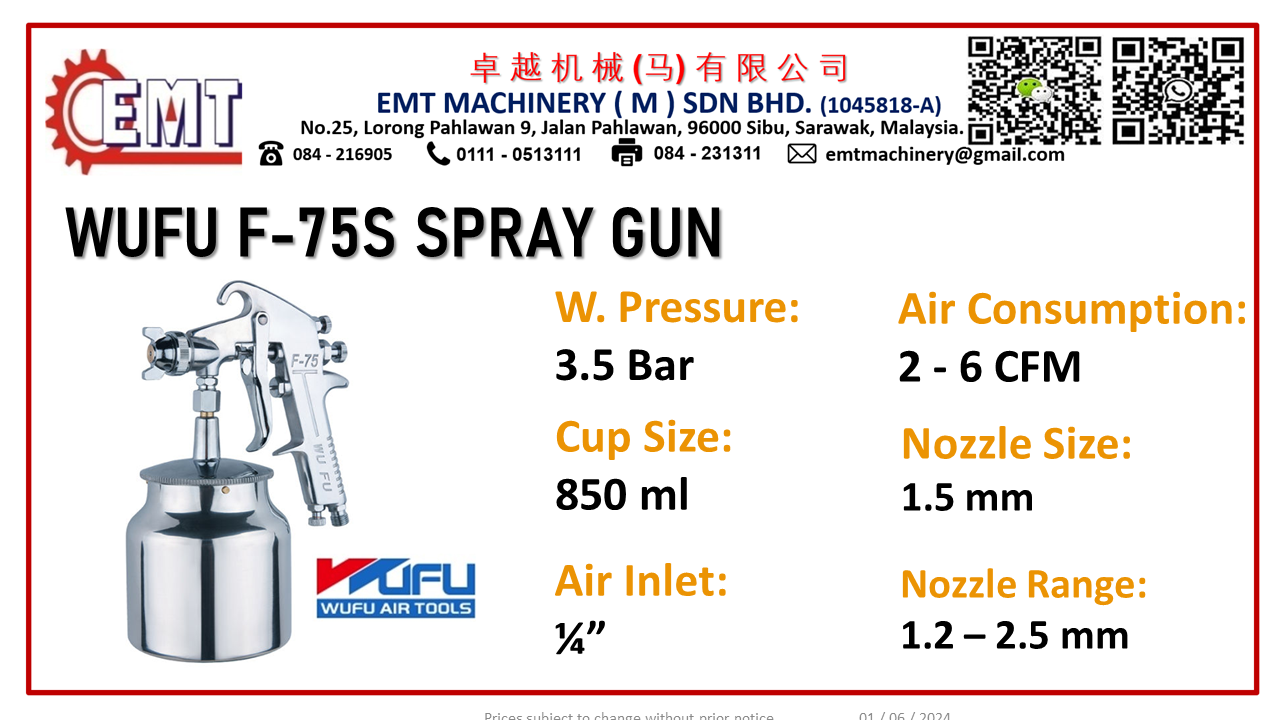 EMT
卓越机械(马)有限公司
EMT MACHINERY ( M ) SDN BHD. (1045818-A)
No.25, Lorong Pahlawan 9, Jalan Pahlawan, 96000 Sibu, Sarawak, Malaysia.
084 - 216905 0111 - 0513111 084 - 231311 emtmachinery@gmail.com
WUFU F-75S SPRAY GUN
W. Pressure: Air Consumption:
3.5 Bar 2 - 6 CFM
F-75
WU FU
Cup Size: Nozzle Size:
850 ml 1.5 mm
WUFU
WUFU AIR TOOLS
Air Inlet: Nozzle Range:
¼” 1.2 – 2.5 mm
Prices subject to change without prior notice 01 / 06 / 2024